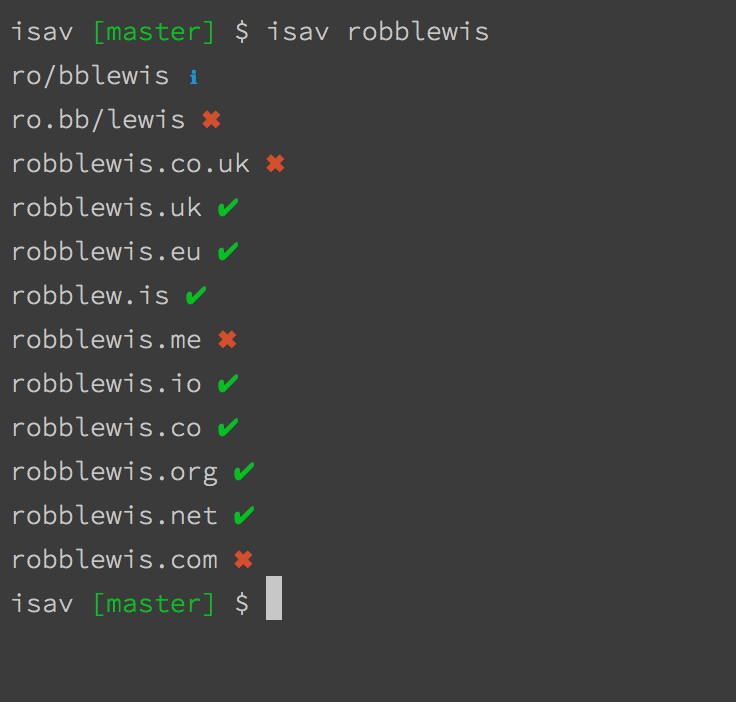 isav [master] $ isav robblewis
ro/bblewis ℹ
ro.bb/lewis ✖
robblewis.co.uk ✖
robblewis.uk ✔
robblewis.eu ✔
robblew.is ✔
robblewis.me ✖
robblewis.io ✔
robblewis.co ✔
robblewis.org ✔
robblewis.net ✔
robblewis.com ✖
isav [master] $